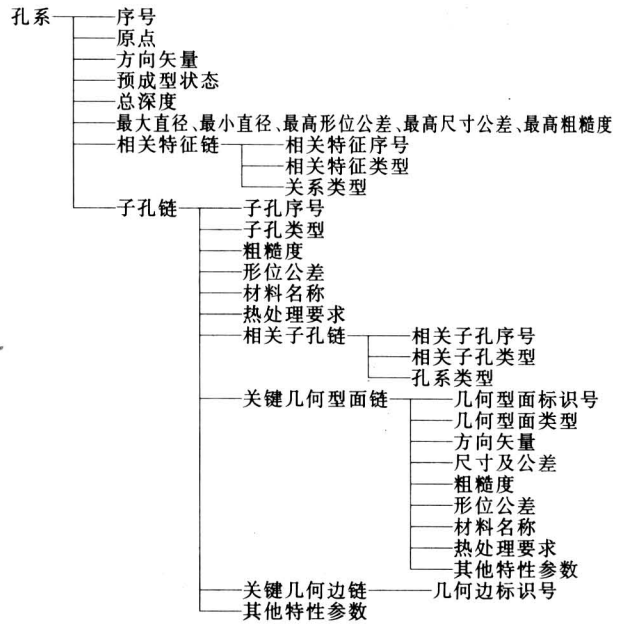 孔系 序号
原点
方向矢量
预成型状态
总深度
最大直径、最小直径、最高形位公差、最高尺寸公差、最高粗糙度
相关特征链 相关特征序号
相关特征类型
关系类型
子孔链 子孔序号
子孔类型
粗糙度
形位公差
材料名称
热处理要求
相关子孔链 相关子孔序号
相关子孔类型
孔系类型
关键几何型面链 几何型面标识号
几何型面类型
方向矢量
尺寸及公差
粗糙度
形位公差
材料名称
热处理要求
其他特性参数
关键几何边链 几何边标识号
其他特性参数